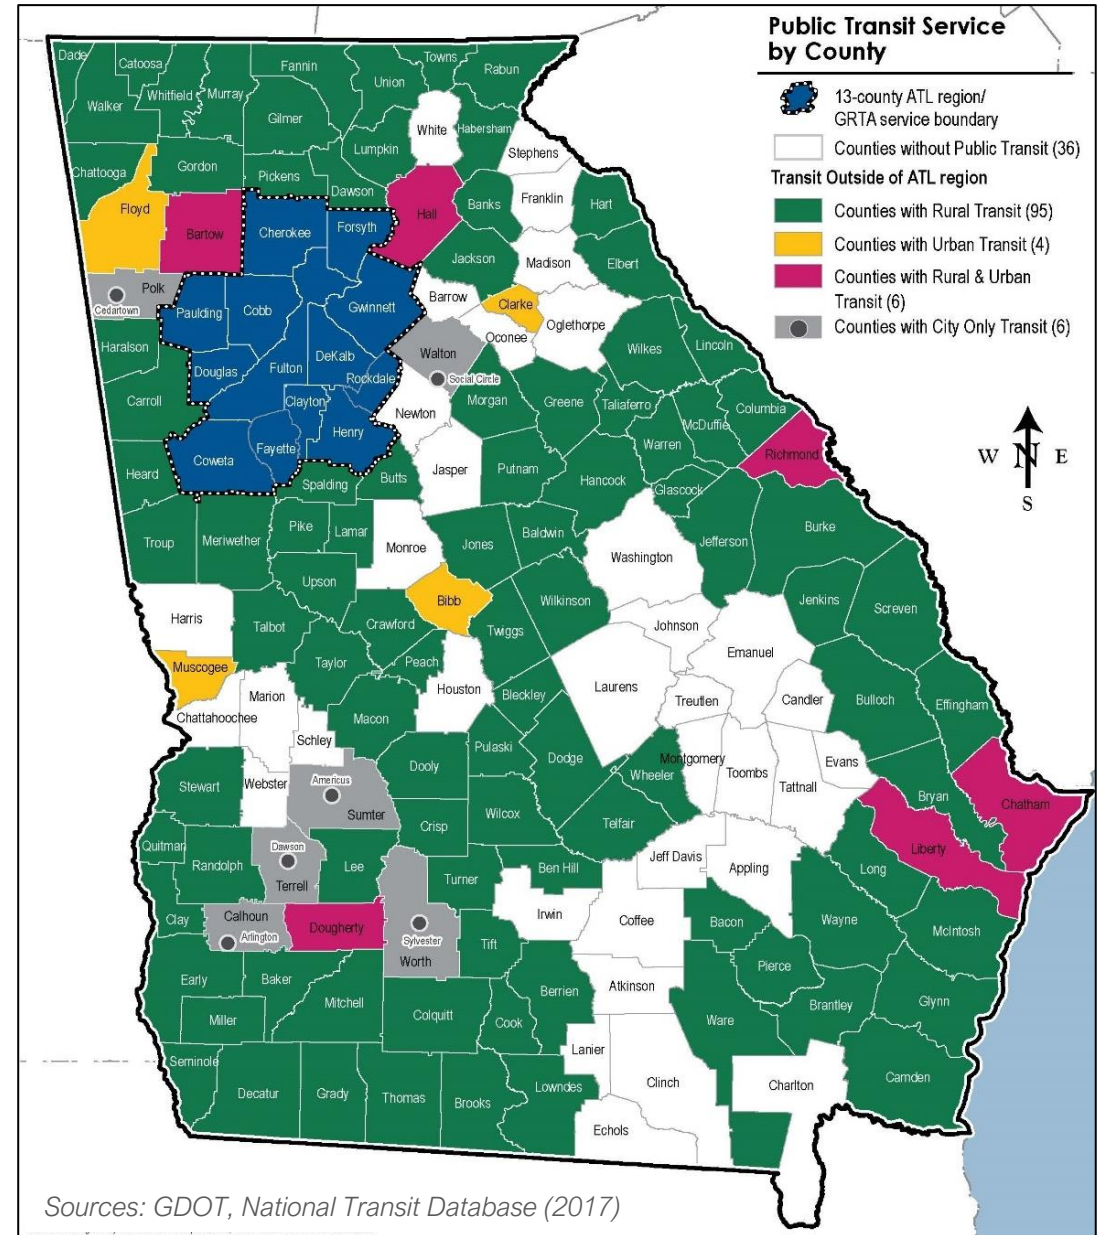 Public Transit Service
by County
13-county ATL region/
GRTA service boundary
Counties without Public Transit (36)
Transit Outside of ATL region
Counties with Rural Transit (95)
Counties with Urban Transit (4)
Counties with Rural & Urban
Transit (6)
Counties with City Only Transit (6)
N
W E
S
Dade
Catoosa
Fannin
Towns
Rabun
Union
Walker
Whitfield
Murray
Gilmer
White
Habersham
Stephens
Lumpkin
Chattooga
Gordon
Pickens
Dawson
Floyd
Bartow
Cherokee
Forsyth
Hall
Banks
Franklin
Hart
Jackson
Madison
Elbert
Polk
Cedartown
Paulding
Cobb
Gwinnett
Barrow
Clarke
Oglethorpe
Oconee
Haralson
Douglas
Fulton
DeKalb
Rockdale
Walton
Social Circle
Wilkes
Lincoln
Carroll
Clayton
Newton
Morgan
Greene
Taliaferro
Columbia
McDuffie
Henry
Fayette
Coweta
Warren
Richmond
Heard
Spalding
Butts
Jasper
Putnam
Hancock
Glascock
Troup
Meriwether
Pike
Lamar
Monroe
Jones
Baldwin
Washington
Jefferson
Burke
Upson
Bibb
Wilkinson
Jenkins
Screven
Harris
Talbot
Crawford
Twiggs
Johnson
Emanuel
Muscogee
Taylor
Peach
Houston
Bleckley
Laurens
Treutlen
Candler
Bulloch
Effingham
Marion
Chattahoochee
Macon
Schley
Pulaski
Dodge
Wheeler
Montgomery
Toombs
Tattnall
Evans
Stewart
Webster
Americus
Sumter
Dooly
Bryan
Chatham
Crisp
Wilcox
Telfair
Liberty
Quitman
Randolph
Dawson
Terrell
Lee
Turner
Ben Hill
Jeff Davis
Appling
Long
Clay
Calhoun
Arlington
Dougherty
Sylvester
Worth
Tift
Irwin
Coffee
Bacon
Wayne
McIntosh
Early
Baker
Mitchell
Berrien
Atkinson
Pierce
Brantley
Glynn
Miller
Colquitt
Cook
Ware
Seminole
Lanier
Clinch
Charlton
Camden
Decatur
Grady
Thomas
Brooks
Lowndes
Echols
Sources: GDOT, National Transit Database (2017)